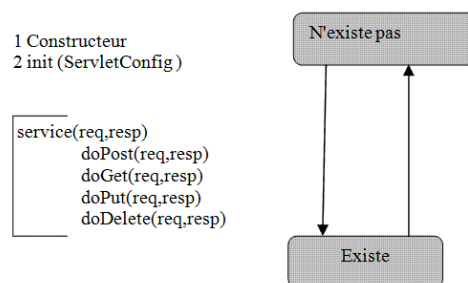 1 Constructeur
2 init (ServletConfig )
service(req,resp)
doPost(req,resp)
doGet(req,resp)
doPut(req,resp)
doDelete(req,resp)
N'existe pas
Existe